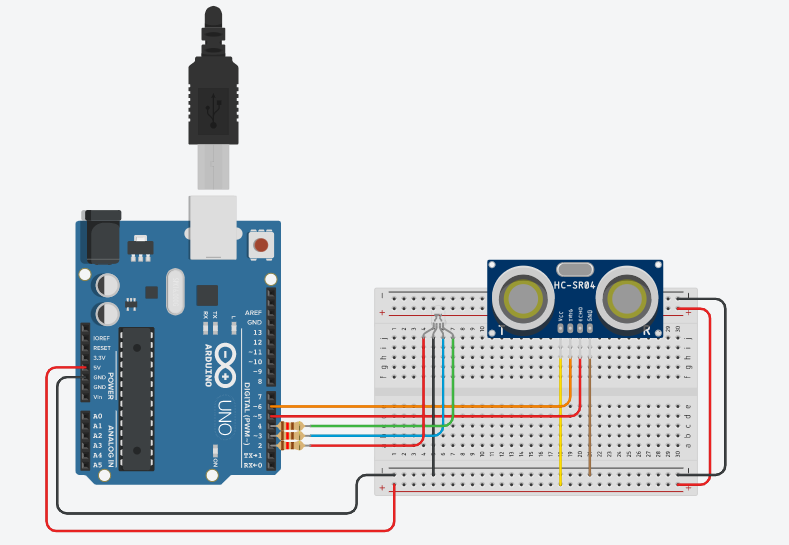 HC-SR04
VCC
TRIG
ECHO
GND
T
R
RX
TX
L
ARDUINO
UNO
ON
AREF
GND
13
12
~11
~10
~9
8
DIGITAL (PWM~)
7
~6
~5
4
~3
2
TX→1
RX←0
IOREF
RESET
3.3V
5V
GND
GND
Vin
POWER
A0
A1
A2
A3
A4
A5
ANALOG IN